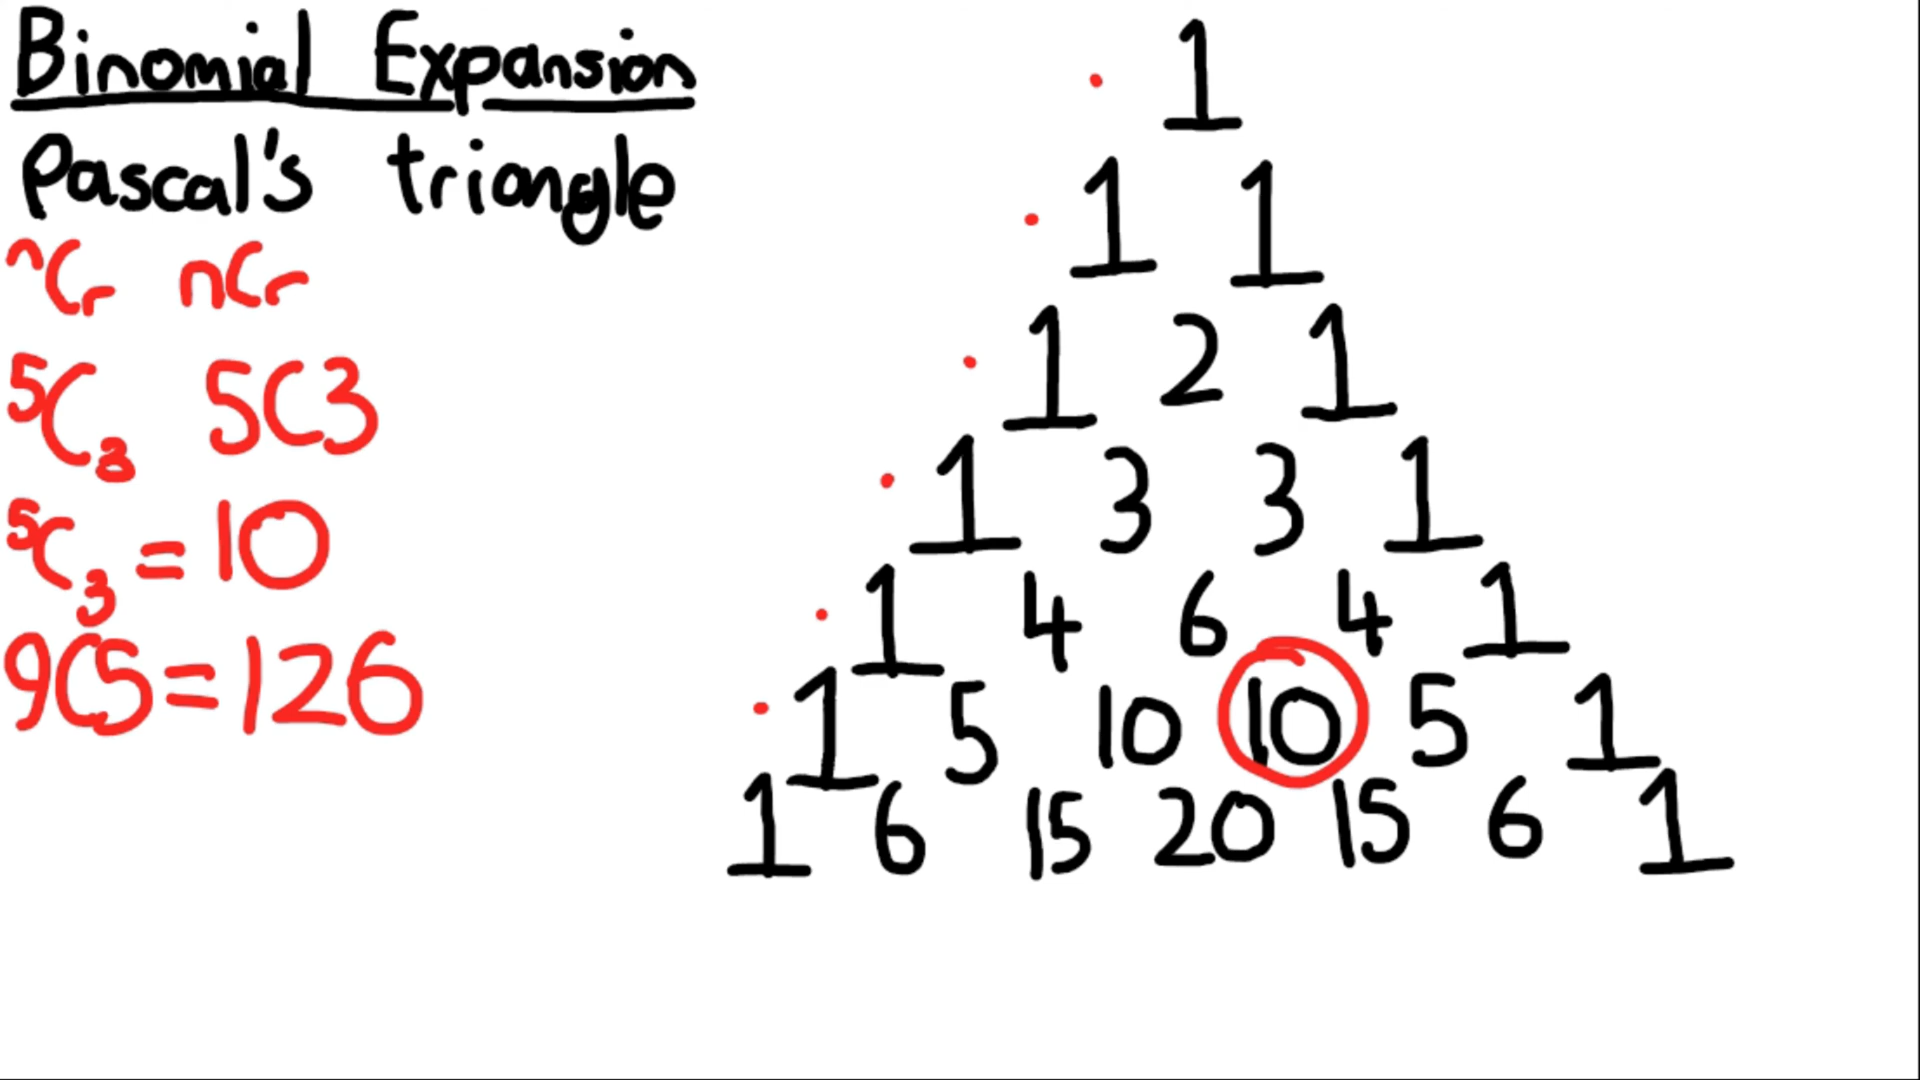 Binomial Expansion
Pascal's triangle
ⁿCᵣ nCr
⁵C₃ 5C3
⁵C₃ = 10
9C5 = 126
1
1 1
1 2 1
1 3 3 1
1 4 6 4 1
1 5 10 10 5 1
1 6 15 20 15 6 1